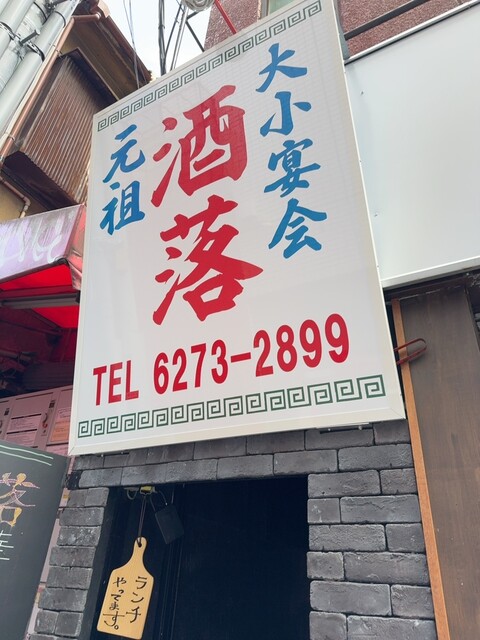 大小宴会
酒落
元祖
TEL 6273-2899
ランチ
やってます。
落